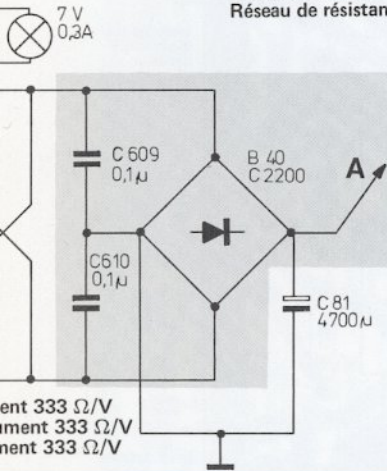 Réseau de résistan
7 V
0,3A
C 609
0,1µ
B 40
C 2200
A
C610
0,1µ
C 81
4700µ
ent 333 Ω/V
ument 333 Ω/V
ment 333 Ω/V